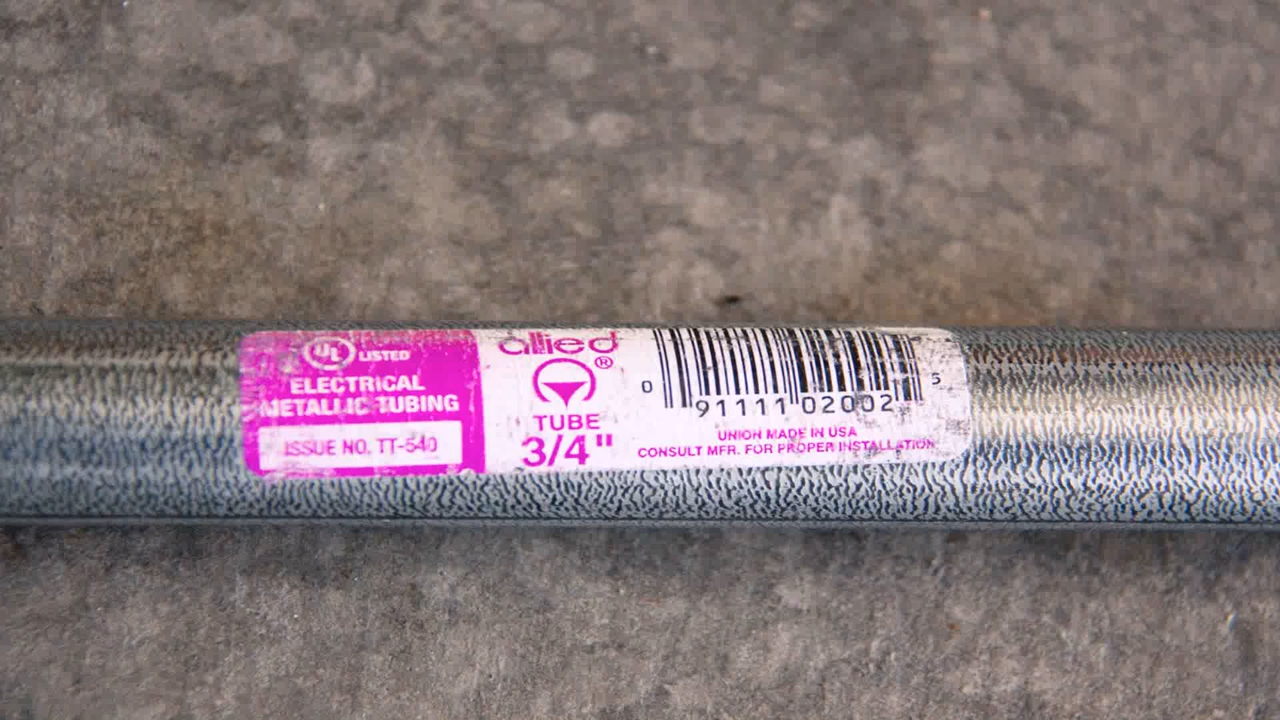 UL LISTED
ELECTRICAL
METALLIC TUBING
ISSUE NO. TT-540
allied
®
TUBE
3/4"
0 91111 02002 5
UNION MADE IN USA
CONSULT MFR. FOR PROPER INSTALLATION